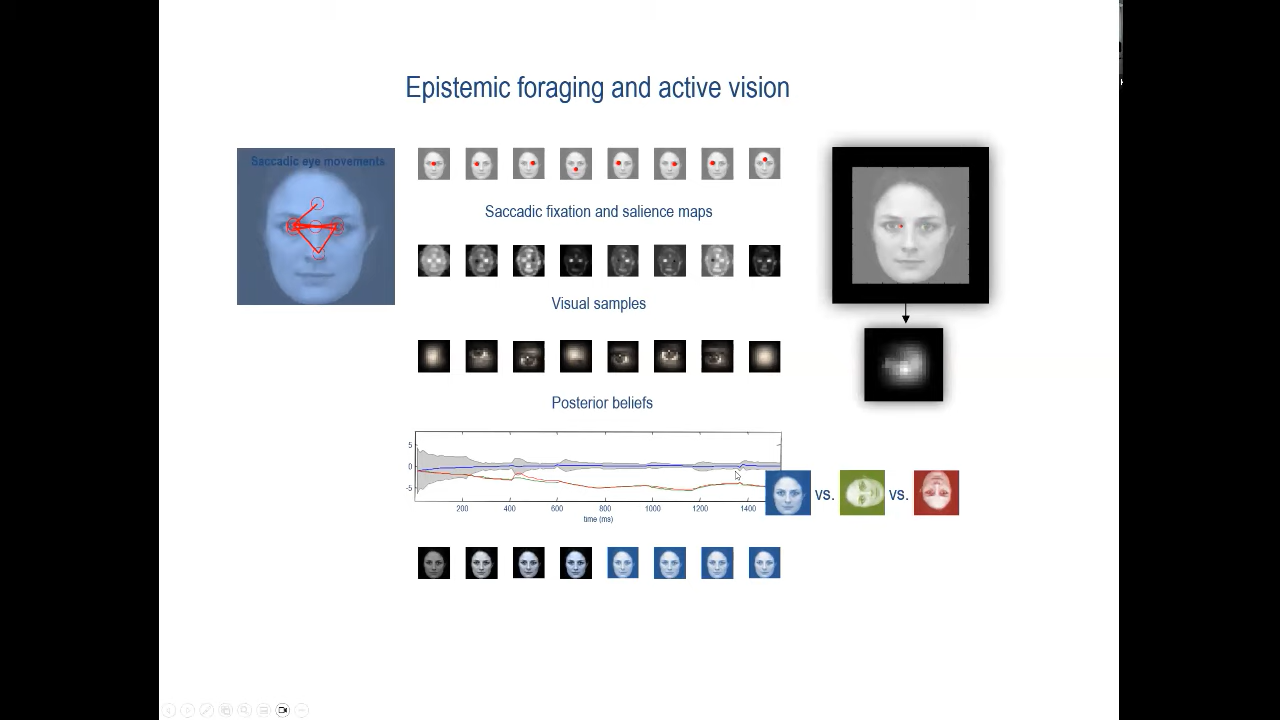 Epistemic foraging and active vision
Saccadic eye movements
Saccadic fixation and salience maps
Visual samples
Posterior beliefs
5
0
-5
200 400 600 800 1000 1200 1400
time (ms)
vs. vs.